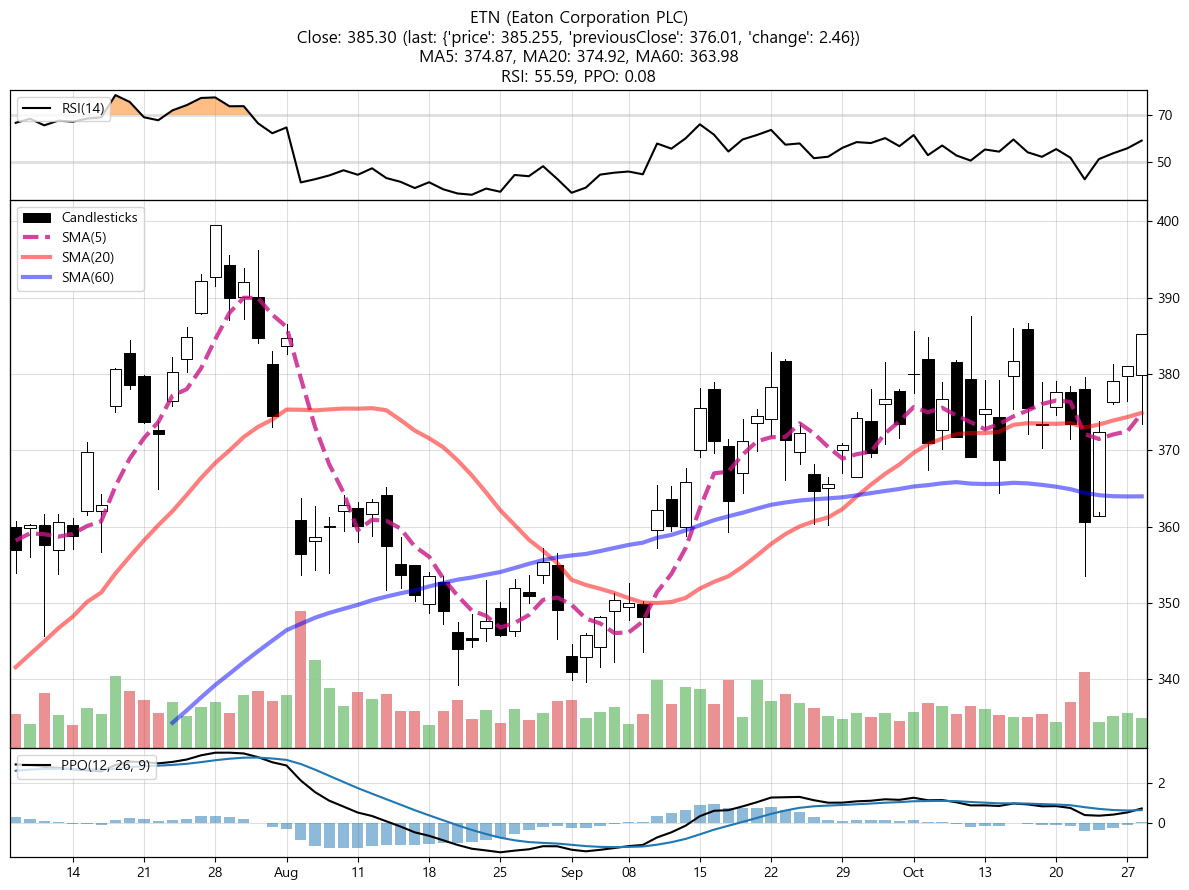 ETN (Eaton Corporation PLC)
Close: 385.30 (last: {'price': 385.255, 'previousClose': 376.01, 'change': 2.46})
MA5: 374.87, MA20: 374.92, MA60: 363.98
RSI: 55.59, PPO: 0.08
RSI(14)
70
50
Candlesticks
SMA(5)
SMA(20)
SMA(60)
400
390
380
370
360
350
340
PPO(12, 26, 9)
2
0
14 21 28 Aug 11 18 25 Sep 08 15 22 29 Oct 13 20 27